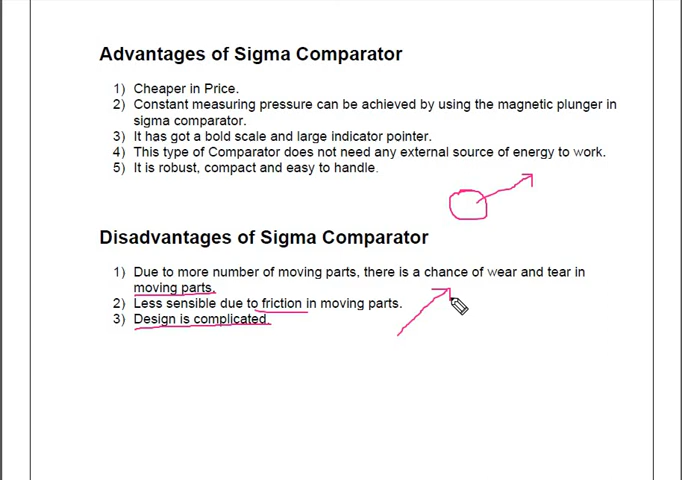 Advantages of Sigma Comparator
1) Cheaper in Price.
2) Constant measuring pressure can be achieved by using the magnetic plunger in
sigma comparator.
3) It has got a bold scale and large indicator pointer.
4) This type of Comparator does not need any external source of energy to work.
5) It is robust, compact and easy to handle.
Disadvantages of Sigma Comparator
1) Due to more number of moving parts, there is a chance of wear and tear in
moving parts.
2) Less sensible due to friction in moving parts.
3) Design is complicated.